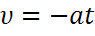 υ = −at